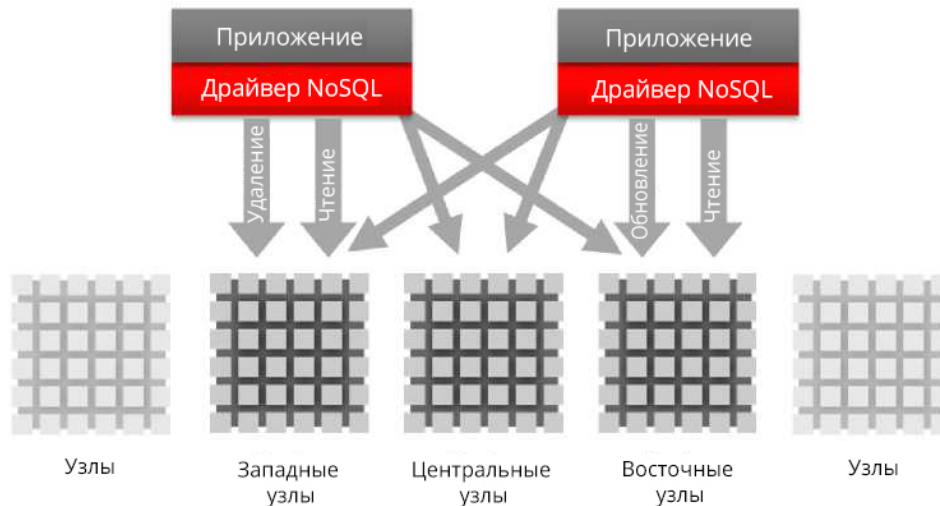 Приложение
Драйвер NoSQL
Приложение
Драйвер NoSQL
Удаление
Чтение
Обновление
Чтение
Узлы
Западные
узлы
Центральные
узлы
Восточные
узлы
Узлы